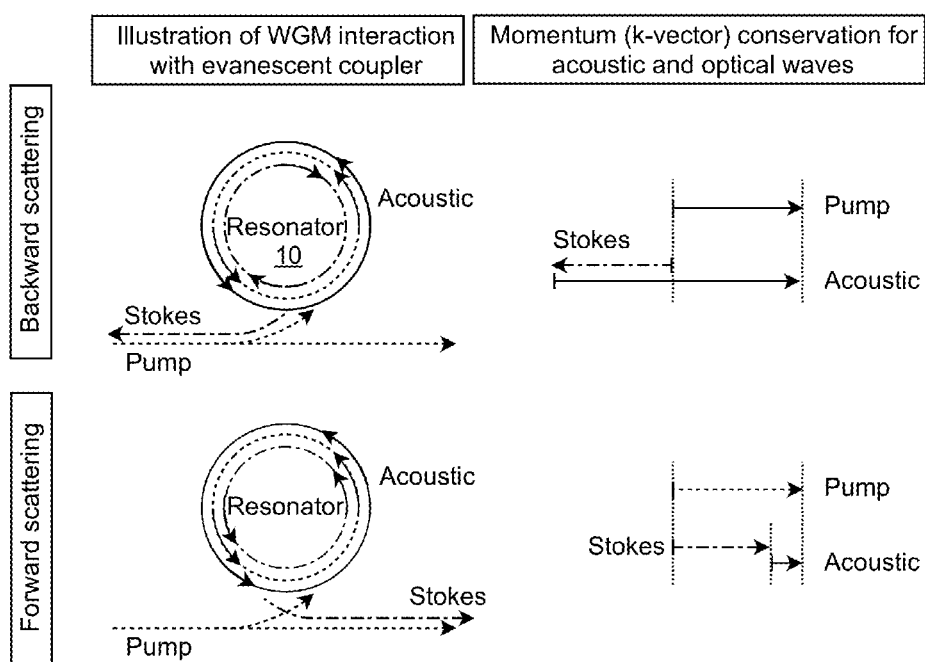 Illustration of WGM interaction
with evanescent coupler
Momentum (k-vector) conservation for
acoustic and optical waves
Backward scattering
Acoustic
Resonator
10
Stokes
Pump
Pump
Stokes
Acoustic
Forward scattering
Acoustic
Resonator
Stokes
Pump
Pump
Stokes
Acoustic